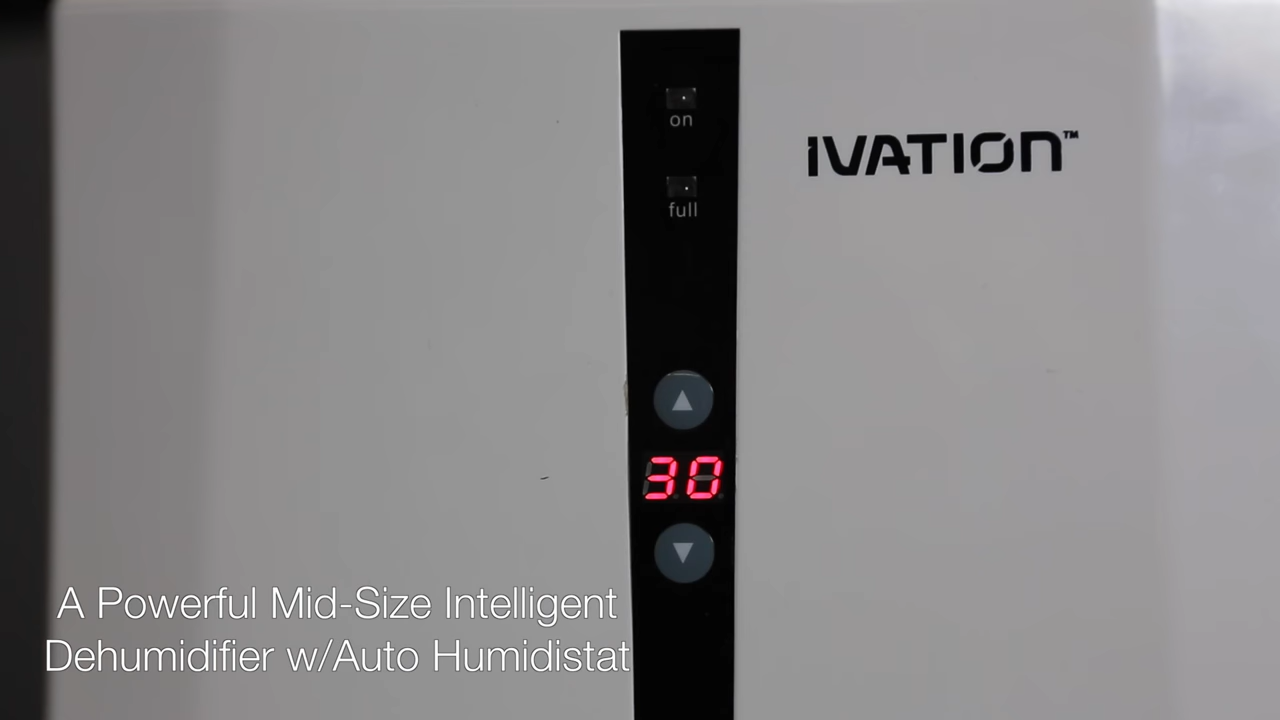 on
IVATION™
full
30
A Powerful Mid-Size Intelligent
Dehumidifier w/Auto Humidistat